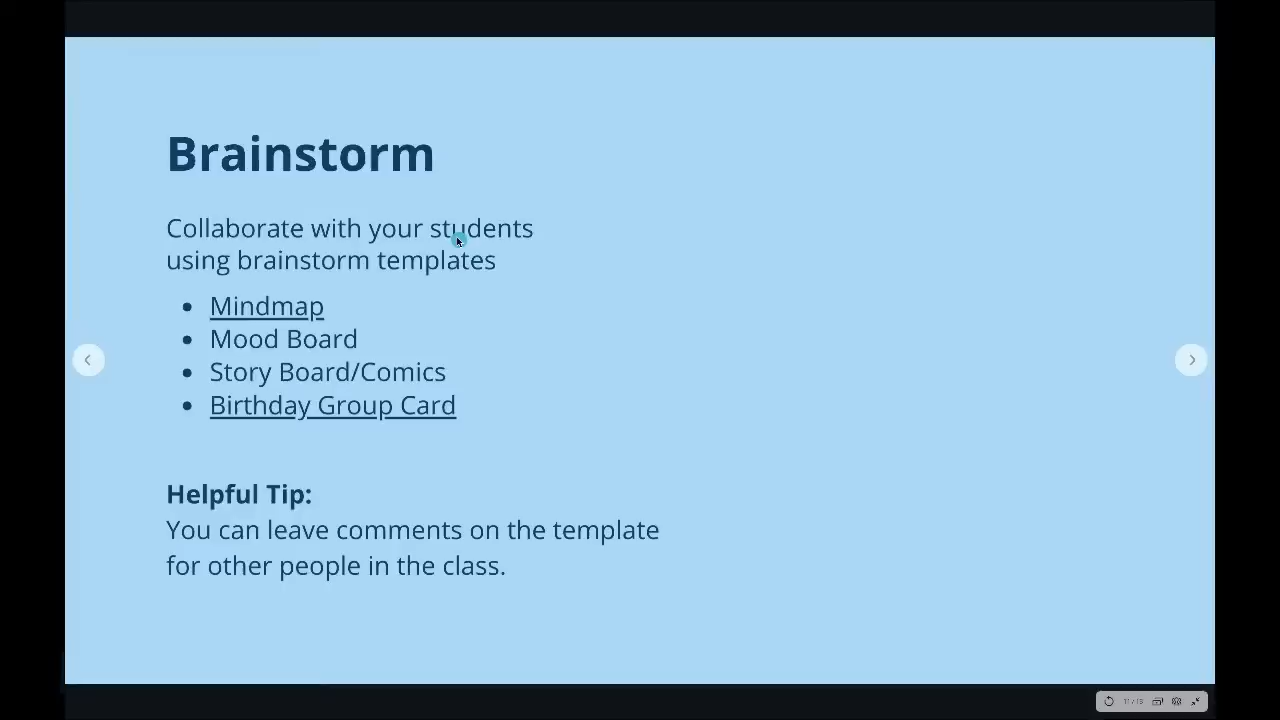 Brainstorm
Collaborate with your students
using brainstorm templates
• Mindmap
• Mood Board
• Story Board/Comics
• Birthday Group Card
Helpful Tip:
You can leave comments on the template
for other people in the class.